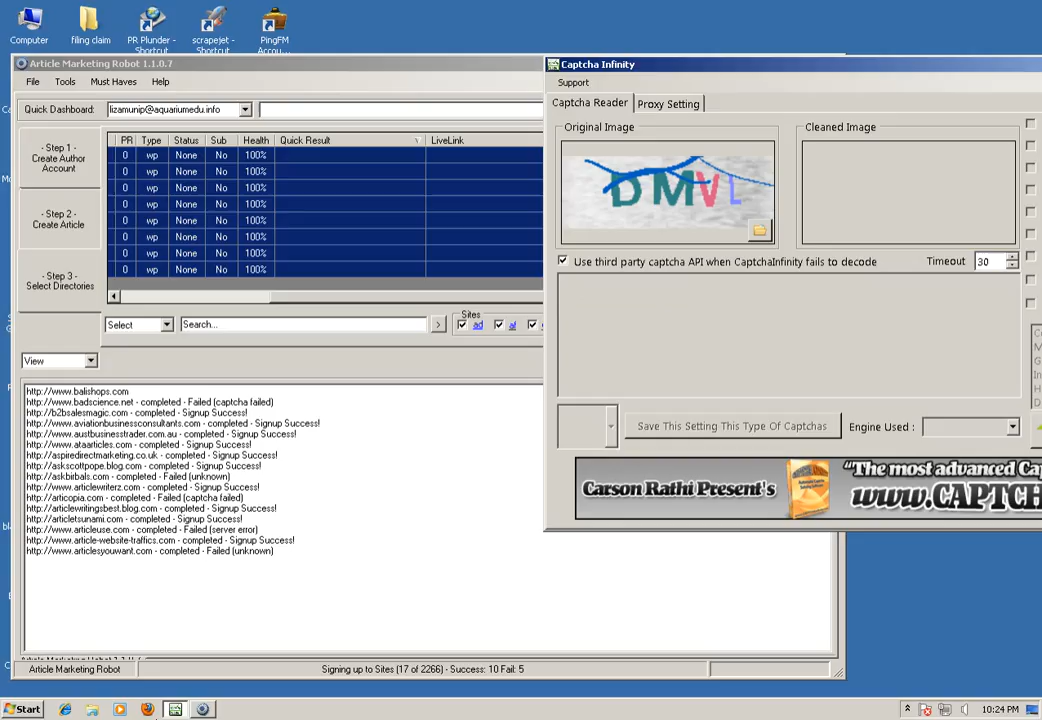 Computer
filing claim
PR Plunder - Shortcut
scrapejet - Shortcut
PingFM Accou...
Article Marketing Robot 1.1.0.7
File Tools Must Haves Help
Quick Dashboard: lizamunip@aquariumedu.info
- Step 1 -
Create Author
Account
- Step 2 -
Create Article
- Step 3 -
Select Directories
PR Type Status Sub Health Quick Result LiveLink
0 wp None No 100%
0 wp None No 100%
0 wp None No 100%
0 wp None No 100%
0 wp None No 100%
0 wp None No 100%
0 wp None No 100%
0 wp None No 100%
Select Search... > Sites ad al
View
http://www.balishops.com
http://www.badscience.net - completed - Failed (captcha failed)
http://b2bsalesmagic.com - completed - Signup Success!
http://www.aviationbusinessconsultants.com - completed - Signup Success!
http://www.austbusinesstrader.com.au - completed - Signup Success!
http://www.ataarticles.com - completed - Signup Success!
http://aspiredirectmarketing.co.uk - completed - Signup Success!
http://askscottpope.blog.com - completed - Signup Success!
http://askbirbals.com - completed - Failed (unknown)
http://www.articlewriterz.com - completed - Signup Success!
http://articopia.com - completed - Failed (captcha failed)
http://articlewritingsbest.blog.com - completed - Signup Success!
http://articletsunami.com - completed - Signup Success!
http://www.articleuse.com - completed - Failed (server error)
http://www.article-website-traffics.com - completed - Signup Success!
http://www.articlesyouwant.com - completed - Failed (unknown)
Article Marketing Robot
Signing up to Sites (17 of 2266) - Success: 10 Fail: 5
Captcha Infinity
Support
Captcha Reader Proxy Setting
Original Image
DMVL
Cleaned Image
Use third party captcha API when CaptchaInfinity fails to decode
Timeout 30
Save This Setting This Type Of Captchas
Engine Used :
Carson Rathi Present's
"The most advanced Ca
www.CAPTCH
Start
10:24 PM